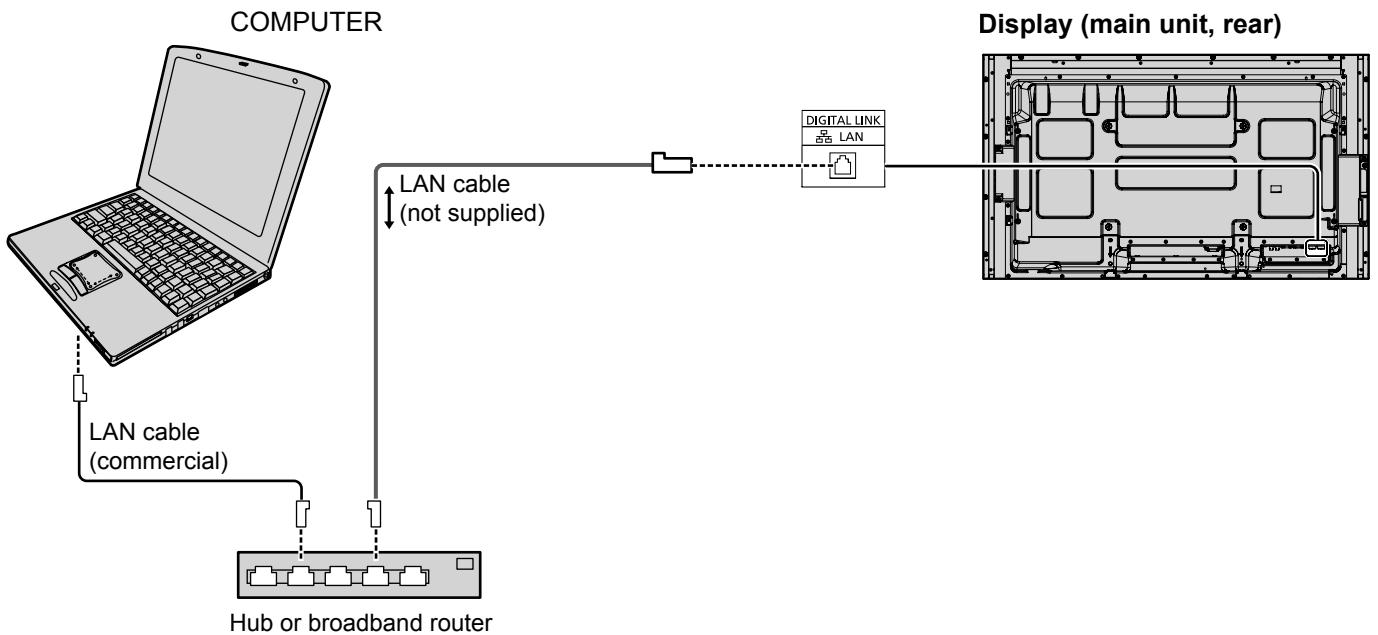 COMPUTER
Display (main unit, rear)
DIGITAL LINK
LAN
LAN cable
(not supplied)
LAN cable
(commercial)
Hub or broadband router